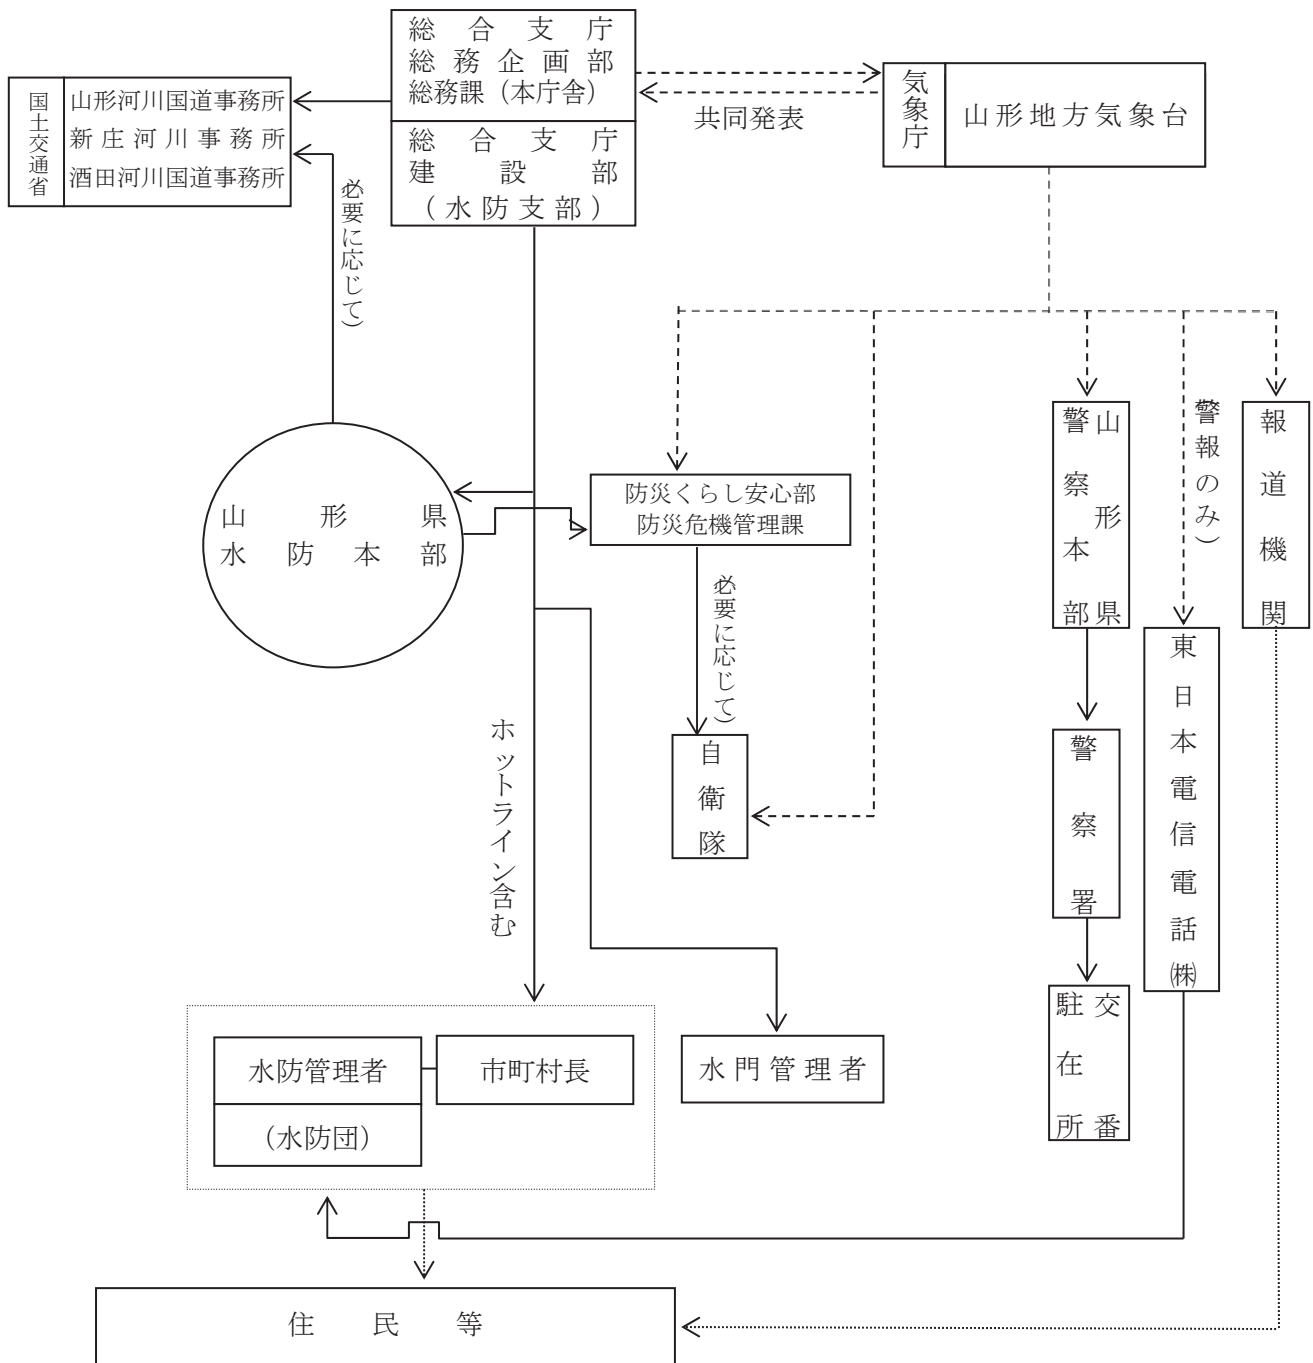 総合支庁
総務企画部
総務課（本庁舎）
総合支庁
建設部
（水防支部）
国土交通省
山形河川国道事務所
新庄河川事務所
酒田河川国道事務所
共同発表
気象庁
山形地方気象台
必要に応じて）
山形県
水防本部
防災くらし安心部
防災危機管理課
必要に応じて）
自衛隊
山形県
警察本部
警察署
交番
駐在所
警報のみ）
東日本電信電話㈱
報道機関
ホットライン含む
水防管理者
市町村長
（水防団）
水門管理者
住民等